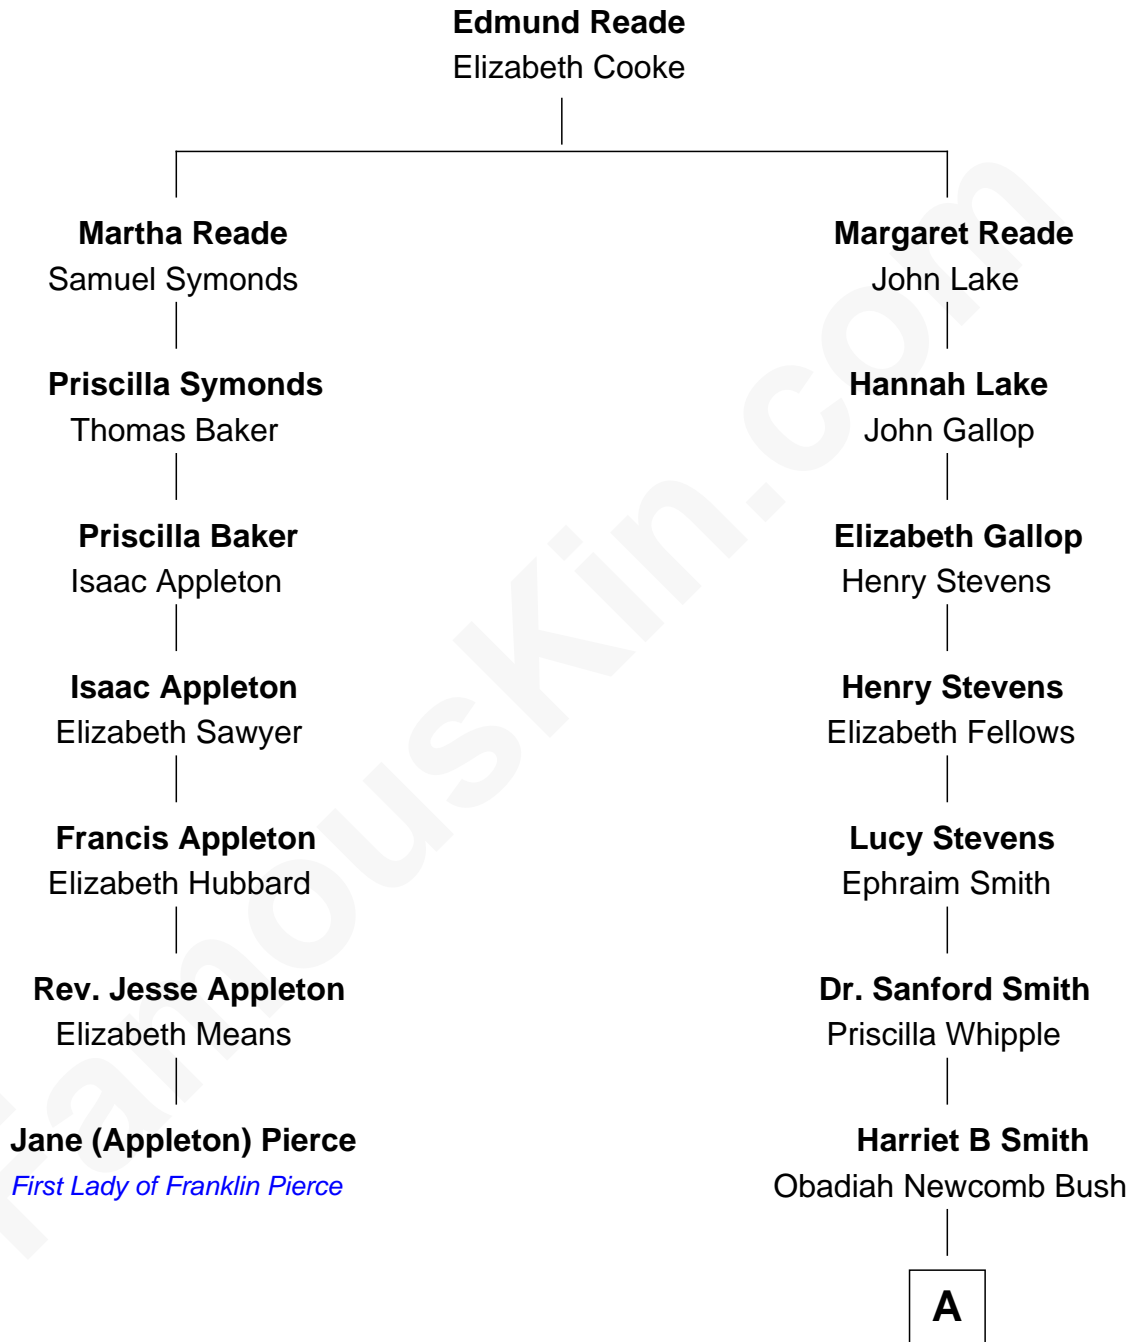 Edmund Reade
Elizabeth Cooke
Martha Reade
Samuel Symonds
Margaret Reade
John Lake
Priscilla Symonds
Thomas Baker
Hannah Lake
John Gallop
Priscilla Baker
Isaac Appleton
Elizabeth Gallop
Henry Stevens
Isaac Appleton
Elizabeth Sawyer
Henry Stevens
Elizabeth Fellows
Francis Appleton
Elizabeth Hubbard
Lucy Stevens
Ephraim Smith
Rev. Jesse Appleton
Elizabeth Means
Dr. Sanford Smith
Priscilla Whipple
Jane (Appleton) Pierce
First Lady of Franklin Pierce
Harriet B Smith
Obadiah Newcomb Bush
A
FamousKin.com